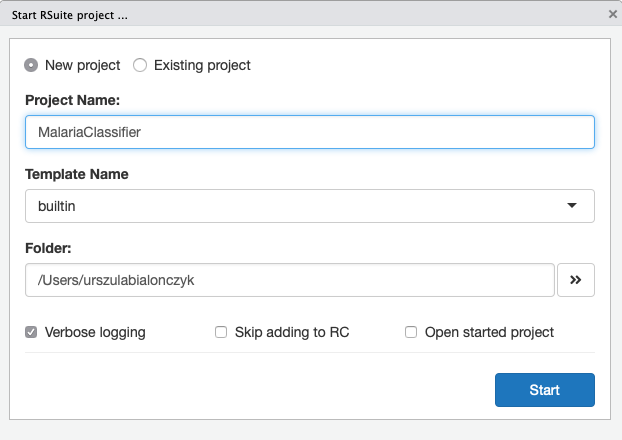 Start RSuite project ...
New project Existing project
Project Name:
MalariaClassifier
Template Name
builtin
Folder:
/Users/urszulabialonczyk
Verbose logging Skip adding to RC Open started project
Start